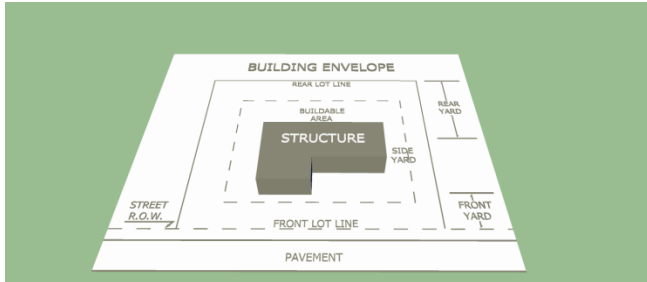 BUILDING ENVELOPE
REAR LOT LINE
REAR
YARD
BUILDABLE
AREA
STRUCTURE
SIDE
YARD
STREET
R.O.W.
FRONT
YARD
FRONT LOT LINE
PAVEMENT